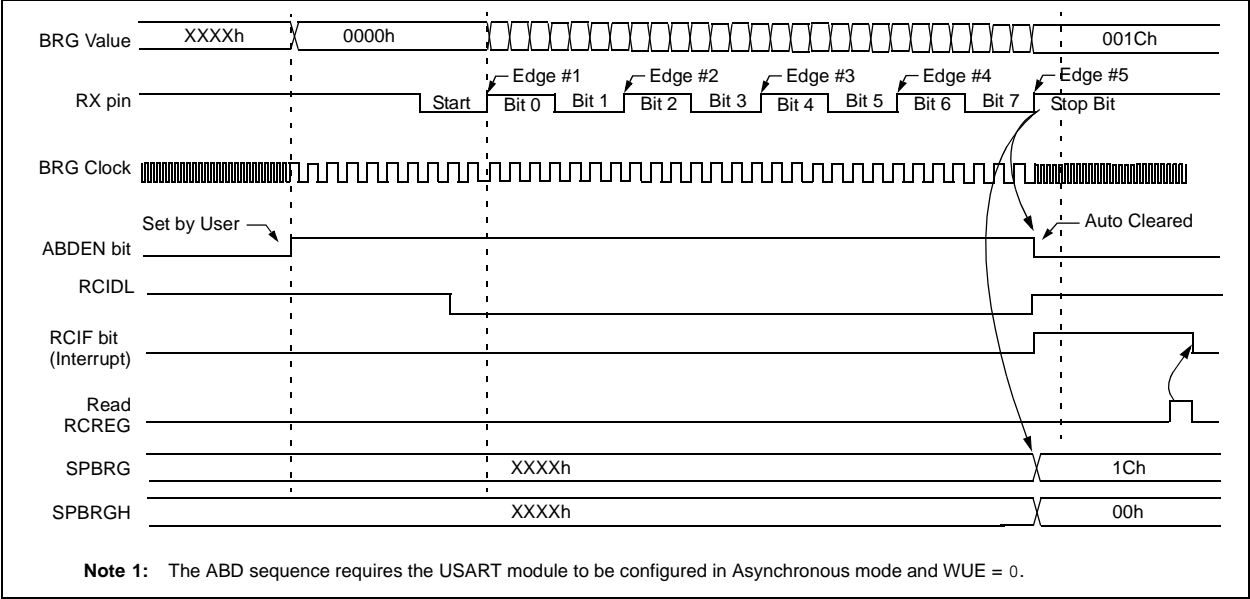 BRG Value
XXXXh
0000h
001Ch
Edge #1
Edge #2
Edge #3
Edge #4
Edge #5
RX pin
Start
Bit 0
Bit 1
Bit 2
Bit 3
Bit 4
Bit 5
Bit 6
Bit 7
Stop Bit
BRG Clock
Set by User
Auto Cleared
ABDEN bit
RCIDL
RCIF bit
(Interrupt)
Read
RCREG
SPBRG
XXXXh
1Ch
SPBRGH
XXXXh
00h
Note 1: The ABD sequence requires the USART module to be configured in Asynchronous mode and WUE = 0.